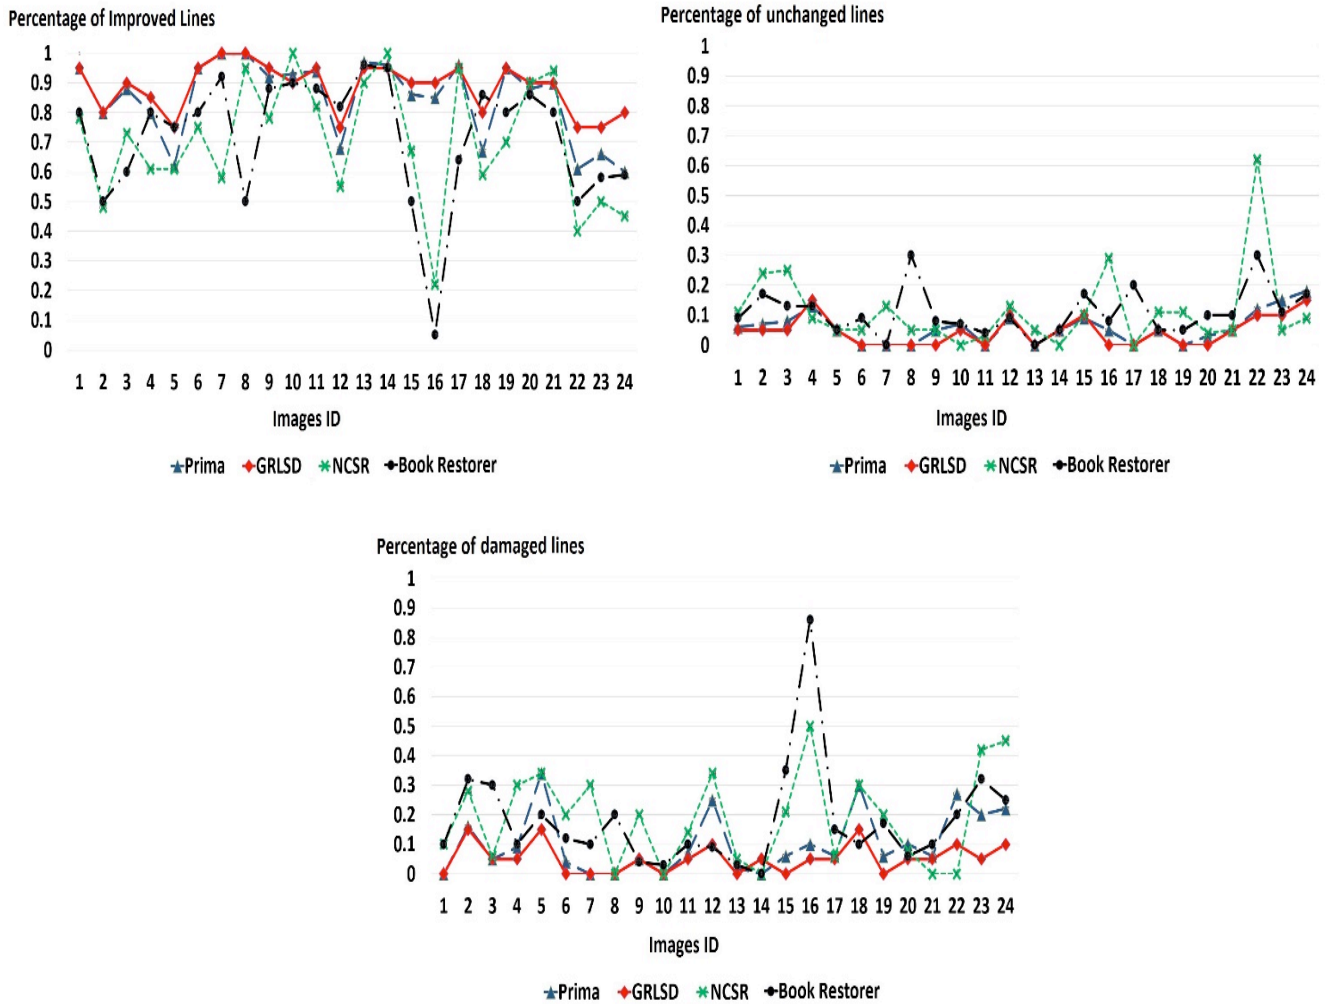 Percentage of Improved Lines
1
0.9
0.8
0.7
0.6
0.5
0.4
0.3
0.2
0.1
0
1 2 3 4 5 6 7 8 9 10 11 12 13 14 15 16 17 18 19 20 21 22 23 24
Images ID
Prima GRLSD NCSR Book Restorer
Percentage of unchanged lines
1
0.9
0.8
0.7
0.6
0.5
0.4
0.3
0.2
0.1
0
1 2 3 4 5 6 7 8 9 10 11 12 13 14 15 16 17 18 19 20 21 22 23 24
Images ID
Prima GRLSD NCSR Book Restorer
Percentage of damaged lines
1
0.9
0.8
0.7
0.6
0.5
0.4
0.3
0.2
0.1
0
1 2 3 4 5 6 7 8 9 10 11 12 13 14 15 16 17 18 19 20 21 22 23 24
Images ID
Prima GRLSD NCSR Book Restorer